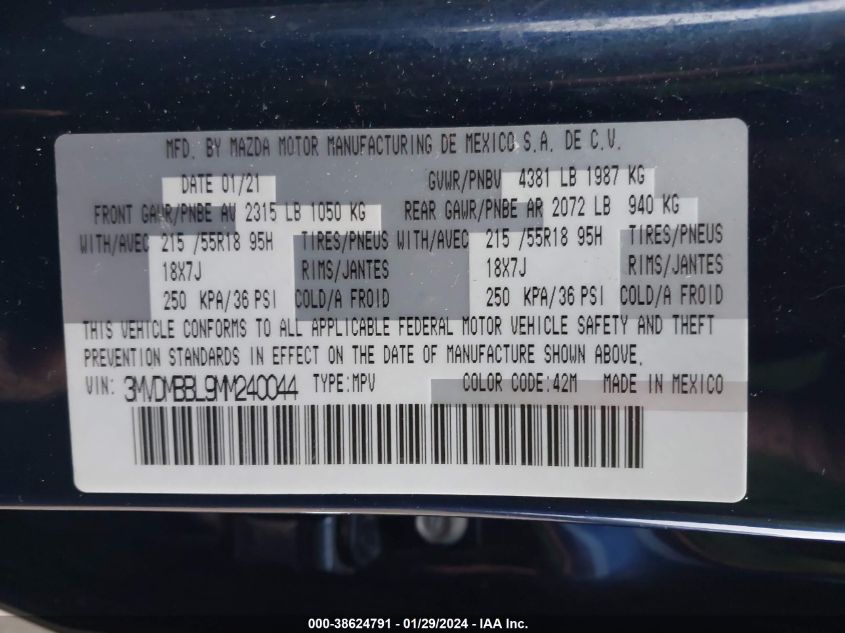 MFD. BY MAZDA MOTOR MANUFACTURING DE MEXICO S.A. DE C.V.
DATE 01/21 GVWR/PNBV 4381 LB 1987 KG
FRONT GAWR/PNBE AV 2315 LB 1050 KG REAR GAWR/PNBE AR 2072 LB 940 KG
WITH/AVEC 215 /55R18 95H TIRES/PNEUS WITH/AVEC 215 /55R18 95H TIRES/PNEUS
18X7J RIMS/JANTES 18X7J RIMS/JANTES
250 KPA/36 PSI COLD/A FROID 250 KPA/36 PSI COLD/A FROID
THIS VEHICLE CONFORMS TO ALL APPLICABLE FEDERAL MOTOR VEHICLE SAFETY AND THEFT
PREVENTION STANDARDS IN EFFECT ON THE DATE OF MANUFACTURE SHOWN ABOVE.
VIN: 3MVDMBBL9MM240044 TYPE:MPV COLOR CODE:42M MADE IN MEXICO
000-38624791 - 01/29/2024 - IAA Inc.